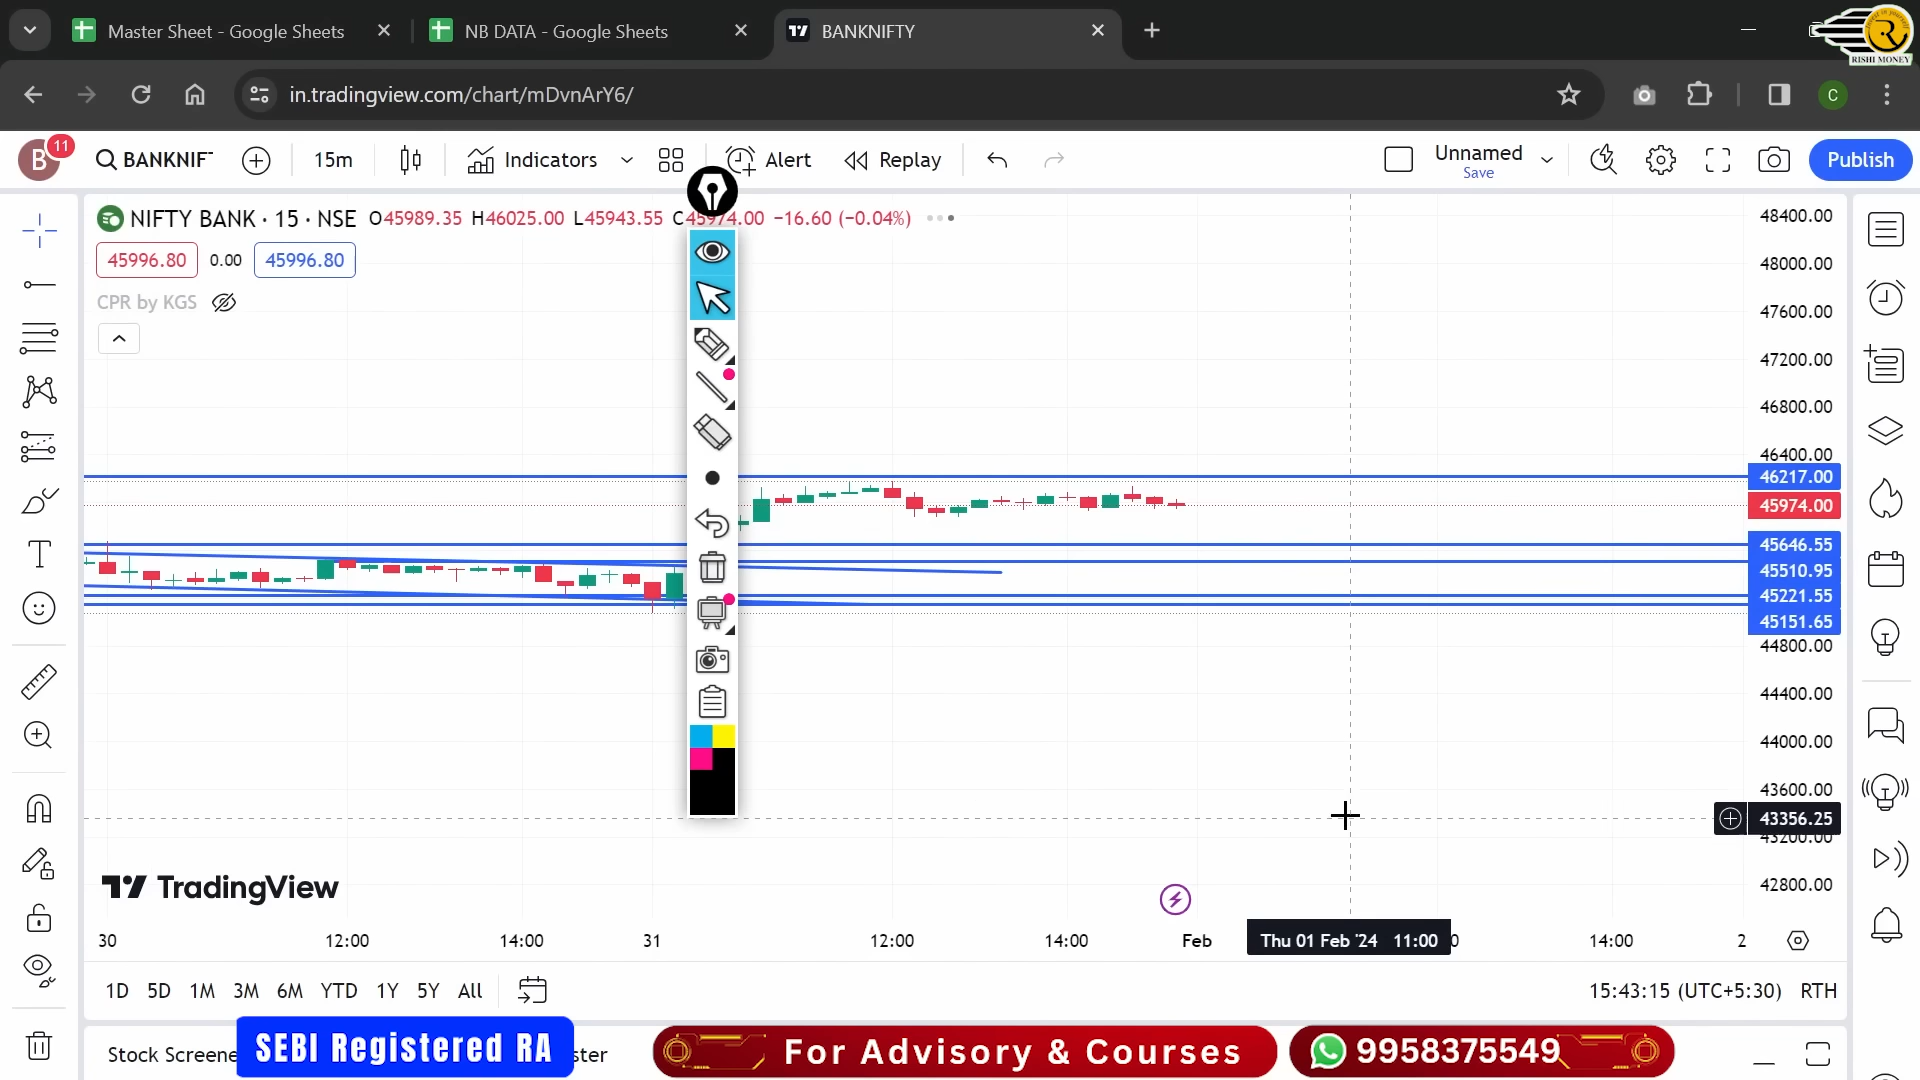 Master Sheet - Google Sheets
NB DATA - Google Sheets
BANKNIFTY
RISHI MONEY
in.tradingview.com/chart/mDvnArY6/
C
B
11
BANKNIF
15m
Indicators
Alert
Replay
Unnamed
Save
Publish
NIFTY BANK · 15 · NSE O45989.35 H46025.00 L45943.55 C45974.00 −16.60 (−0.04%)
45996.80 0.00 45996.80
CPR by KGS
48400.00
48000.00
47600.00
47200.00
46800.00
46400.00
46217.00
45974.00
45646.55
45510.95
45221.55
45151.65
44800.00
44400.00
44000.00
43600.00
43356.25
43200.00
42800.00
TradingView
30 12:00 14:00 31 12:00 14:00 Feb Thu 01 Feb '24 11:00 14:00 2
1D 5D 1M 3M 6M YTD 1Y 5Y All
15:43:15 (UTC+5:30) RTH
Stock Screene
SEBI Registered RA
ster
For Advisory & Courses
9958375549